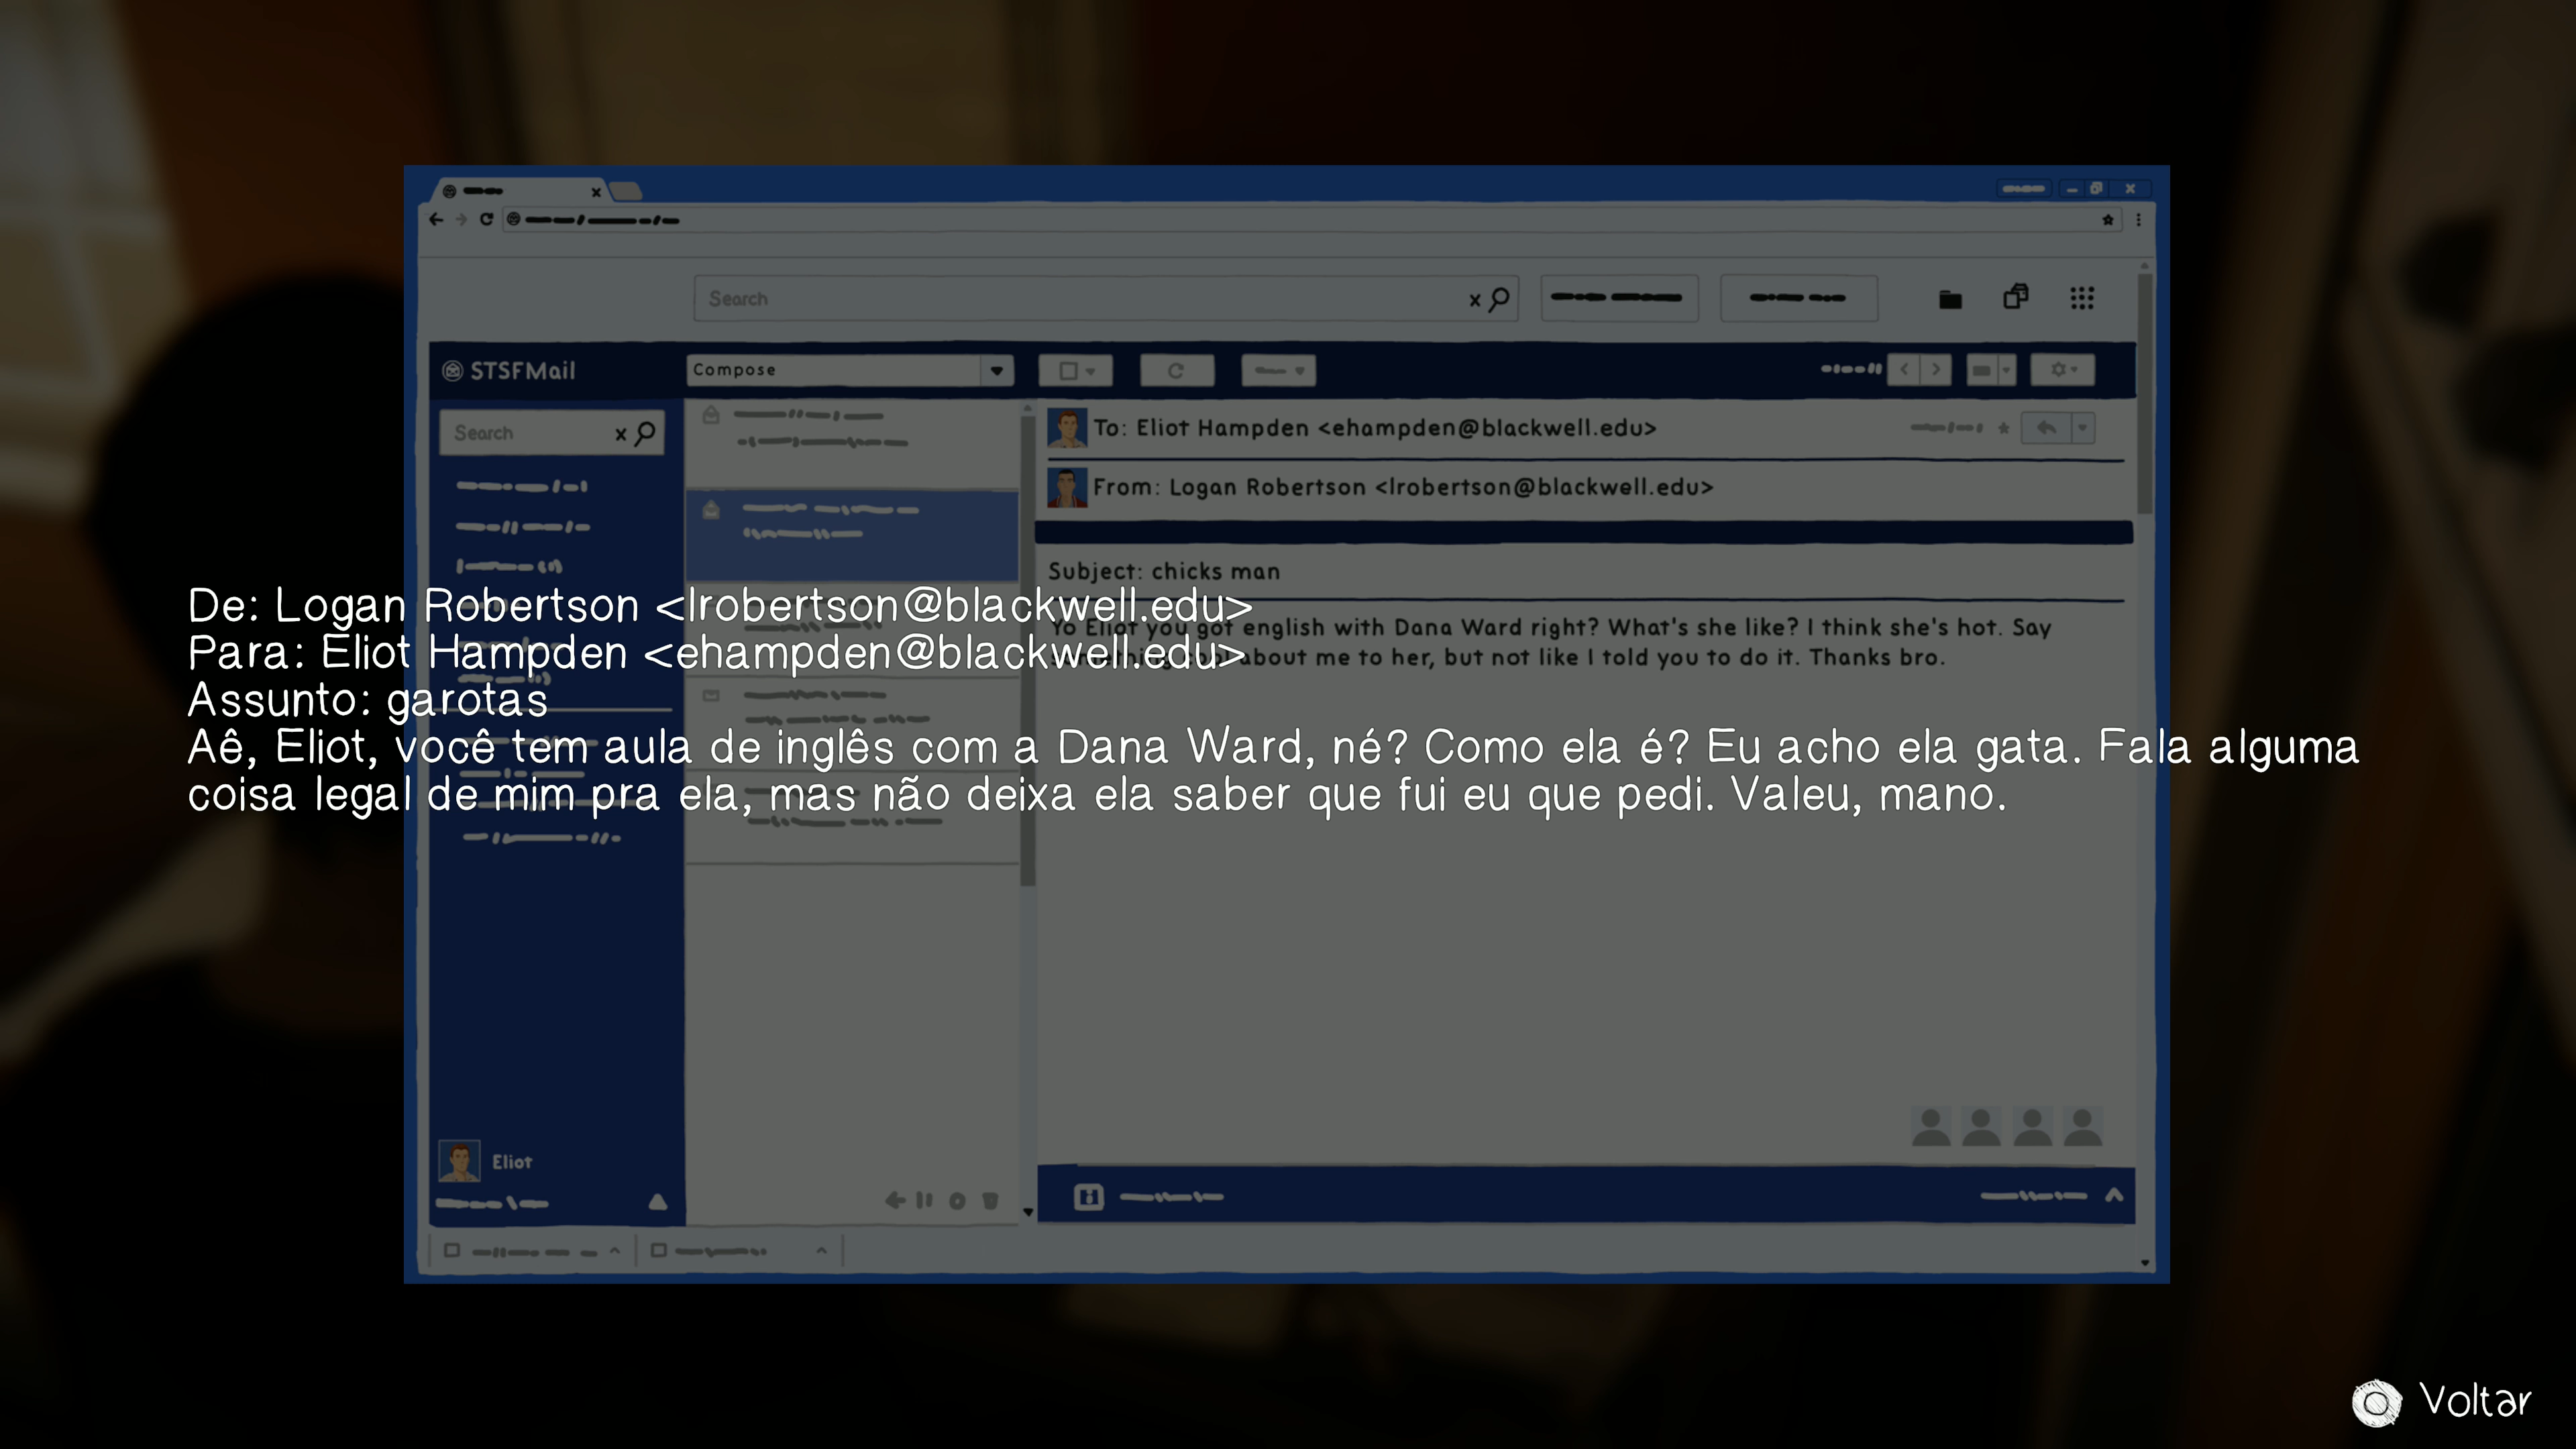 Search
STSFMail
Compose
Search
To: Eliot Hampden <ehampden@blackwell.edu>
From: Logan Robertson <lrobertson@blackwell.edu>
Subject: chicks man
Yo Eliot you got english with Dana Ward right? What's she like? I think she's hot. Say
about me to her, but not like I told you to do it. Thanks bro.
De: Logan Robertson <lrobertson@blackwell.edu>
Para: Eliot Hampden <ehampden@blackwell.edu>
Assunto: garotas
Aê, Eliot, você tem aula de inglês com a Dana Ward, né? Como ela é? Eu acho ela gata. Fala alguma
coisa legal de mim pra ela, mas não deixa ela saber que fui eu que pedi. Valeu, mano.
Eliot
Voltar